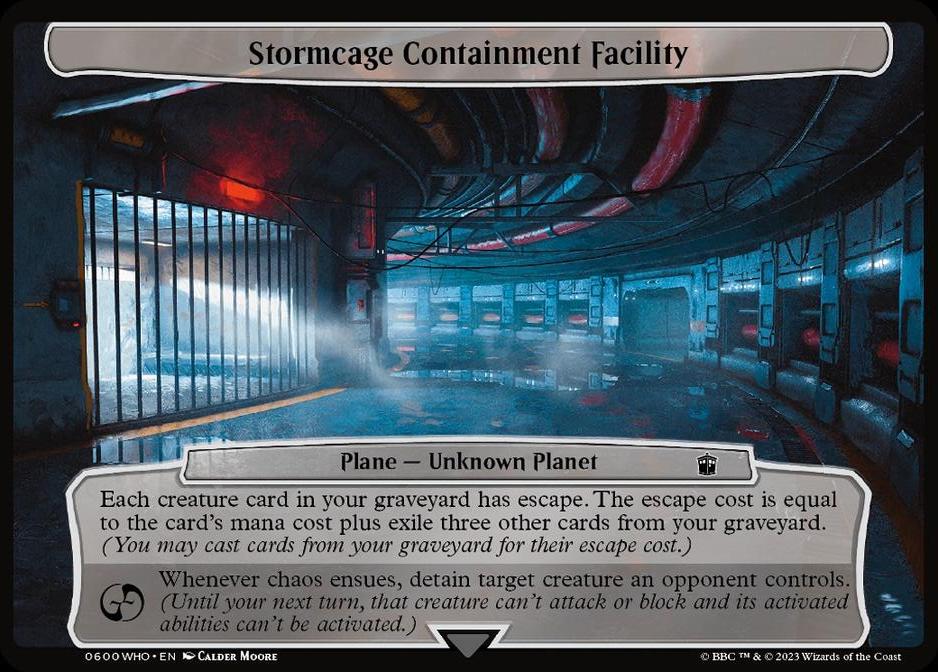 Stormcage Containment Facility
Plane — Unknown Planet
Each creature card in your graveyard has escape. The escape cost is equal
to the card's mana cost plus exile three other cards from your graveyard.
(You may cast cards from your graveyard for their escape cost.)
Whenever chaos ensues, detain target creature an opponent controls.
(Until your next turn, that creature can't attack or block and its activated
abilities can't be activated.)
0600 WHO • EN CALDER MOORE
© BBC ™ & © 2023 Wizards of the Coast